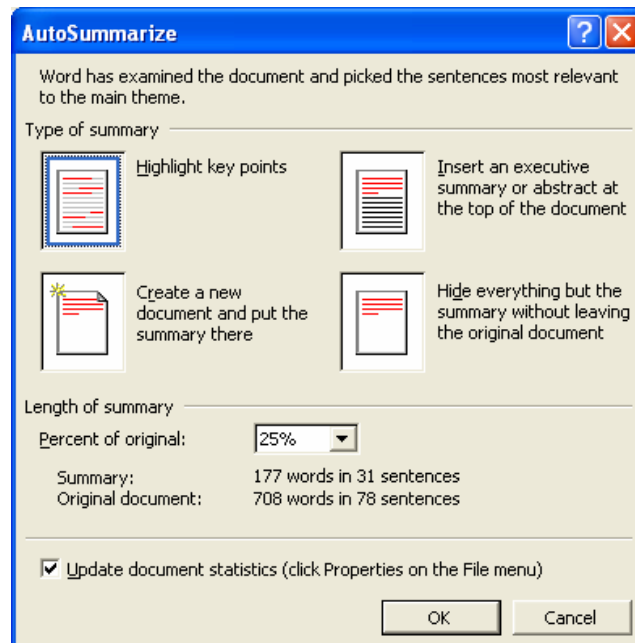 AutoSummarize
Word has examined the document and picked the sentences most relevant
to the main theme.
Type of summary
Highlight key points
Insert an executive
summary or abstract at
the top of the document
Create a new
document and put the
summary there
Hide everything but the
summary without leaving
the original document
Length of summary
Percent of original: 25%
Summary: 177 words in 31 sentences
Original document: 708 words in 78 sentences
Update document statistics (click Properties on the File menu)
OK Cancel